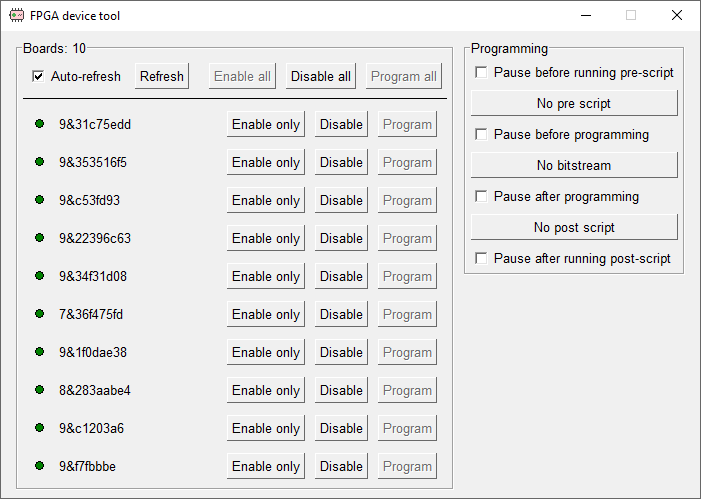 FPGA device tool
Boards: 10
Auto-refresh Refresh Enable all Disable all Program all
9&31c75edd Enable only Disable Program
9&353516f5 Enable only Disable Program
9&c53fd93 Enable only Disable Program
9&22396c63 Enable only Disable Program
9&34f31d08 Enable only Disable Program
7&36f475fd Enable only Disable Program
9&1f0dae38 Enable only Disable Program
8&283aabe4 Enable only Disable Program
9&c1203a6 Enable only Disable Program
9&f7fbbbe Enable only Disable Program
Programming
Pause before running pre-script
No pre script
Pause before programming
No bitstream
Pause after programming
No post script
Pause after running post-script